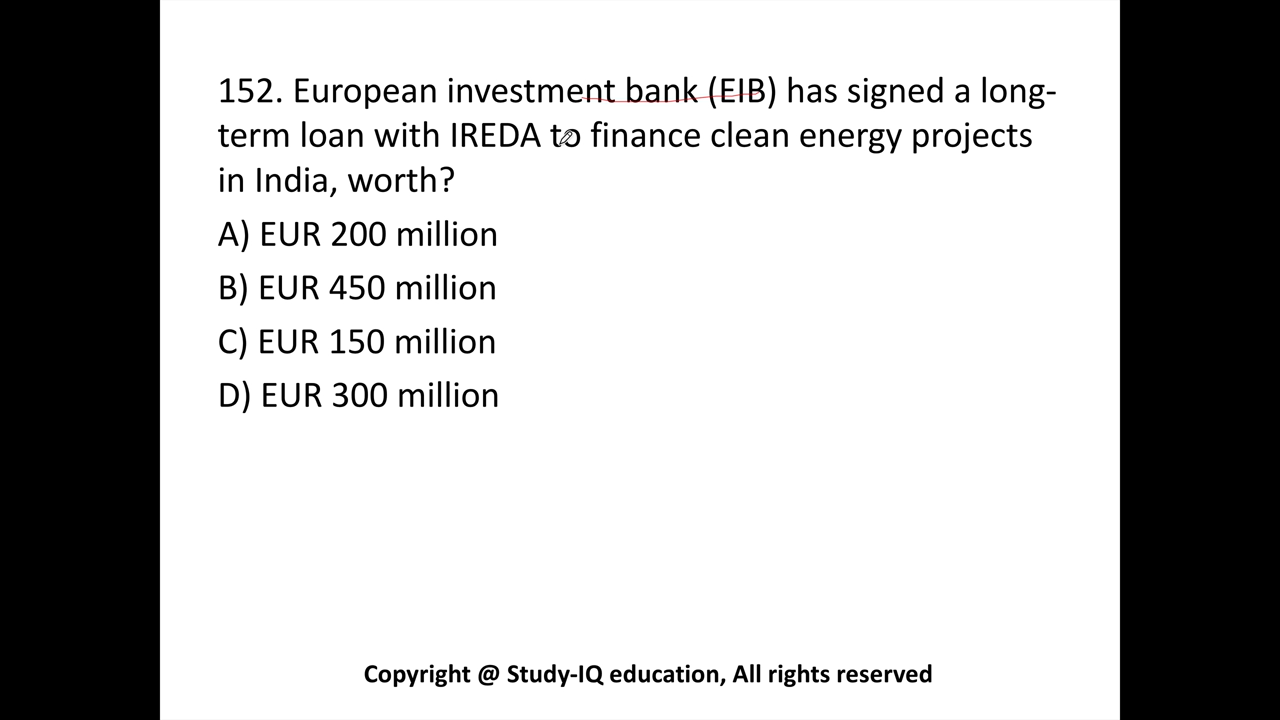 152. European investment bank (EIB) has signed a long-
term loan with IREDA to finance clean energy projects
in India, worth?
A) EUR 200 million
B) EUR 450 million
C) EUR 150 million
D) EUR 300 million
Copyright @ Study-IQ education, All rights reserved